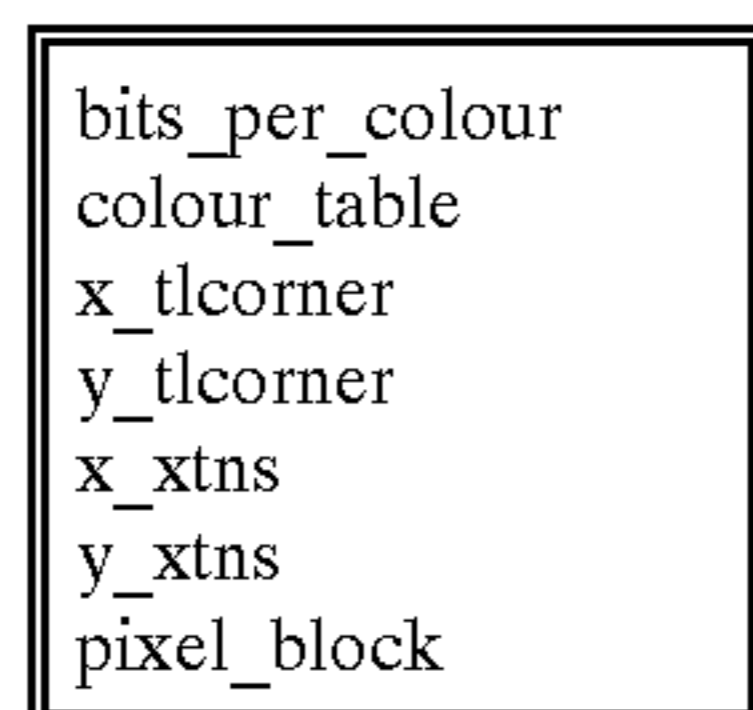 bits_per_colour
colour_table
x_tlcorner
y_tlcorner
x_xtns
y_xtns
pixel_block